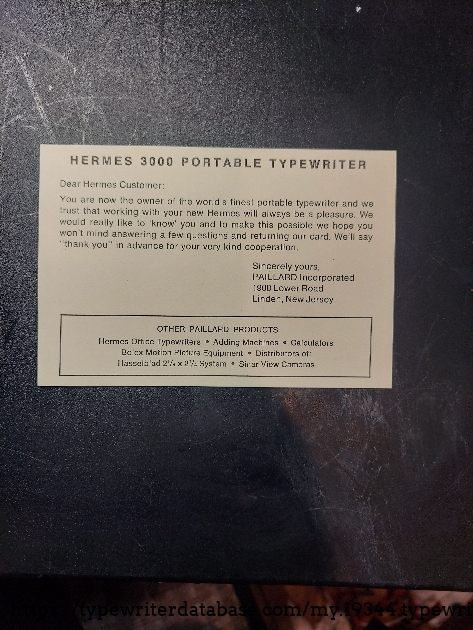 HERMES 3000 PORTABLE TYPEWRITER
Dear Hermes Customer:
You are now the owner of the world's finest portable typewriter and we
trust that working with your new Hermes will always be a pleasure. We
would really like to 'know' you and to make this possible we hope you
won't mind answering a few questions and returning our card. We'll say
"thank you" in advance for your very kind cooperation.
Sincerely yours,
PAILLARD Incorporated
1900 Lower Road
Linden, New Jersey
OTHER PAILLARD PRODUCTS
Hermes Office Typewriters • Adding Machines • Calculators
Bolex Motion Picture Equipment • Distributors of:
Hasselblad 2¼ x 2¼ System • Sinar View Cameras
https://typewriterdatabase.com/my.19344.typewri